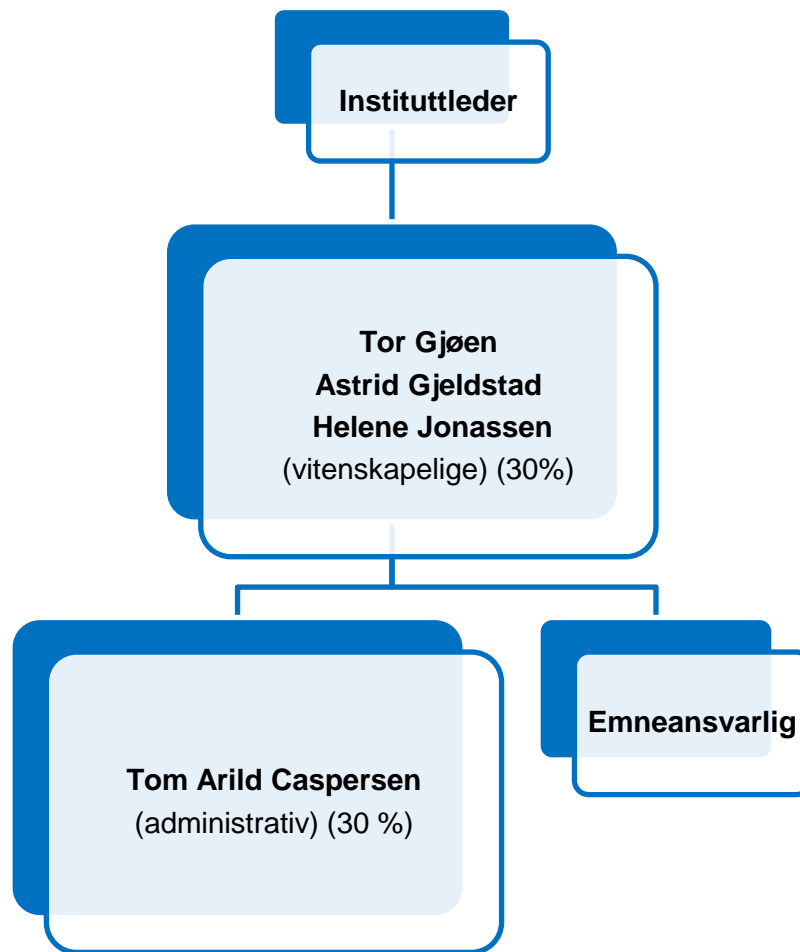 Instituttleder
Tor Gjøen
Astrid Gjeldstad
Helene Jonassen
(vitenskapelige) (30%)
Tom Arild Caspersen
(administrativ) (30 %)
Emneansvarlig